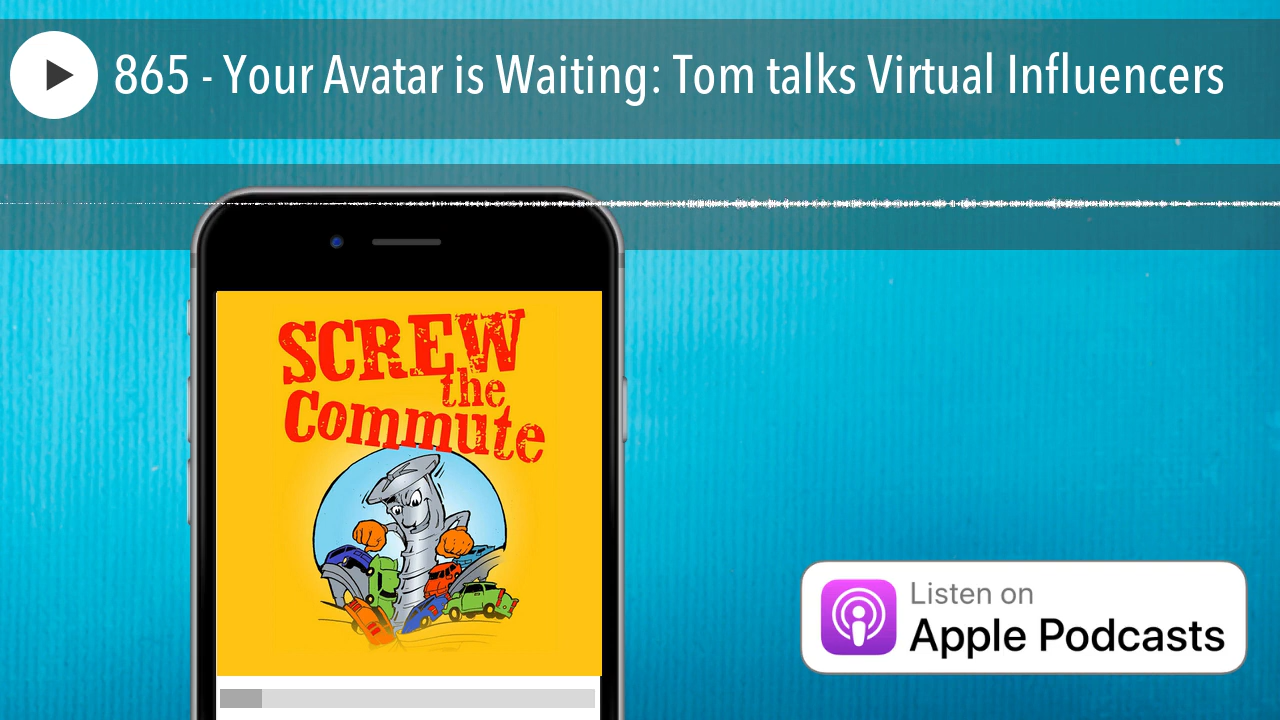 865 - Your Avatar is Waiting: Tom talks Virtual Influencers
SCREW
the
Commute
Listen on
Apple Podcasts